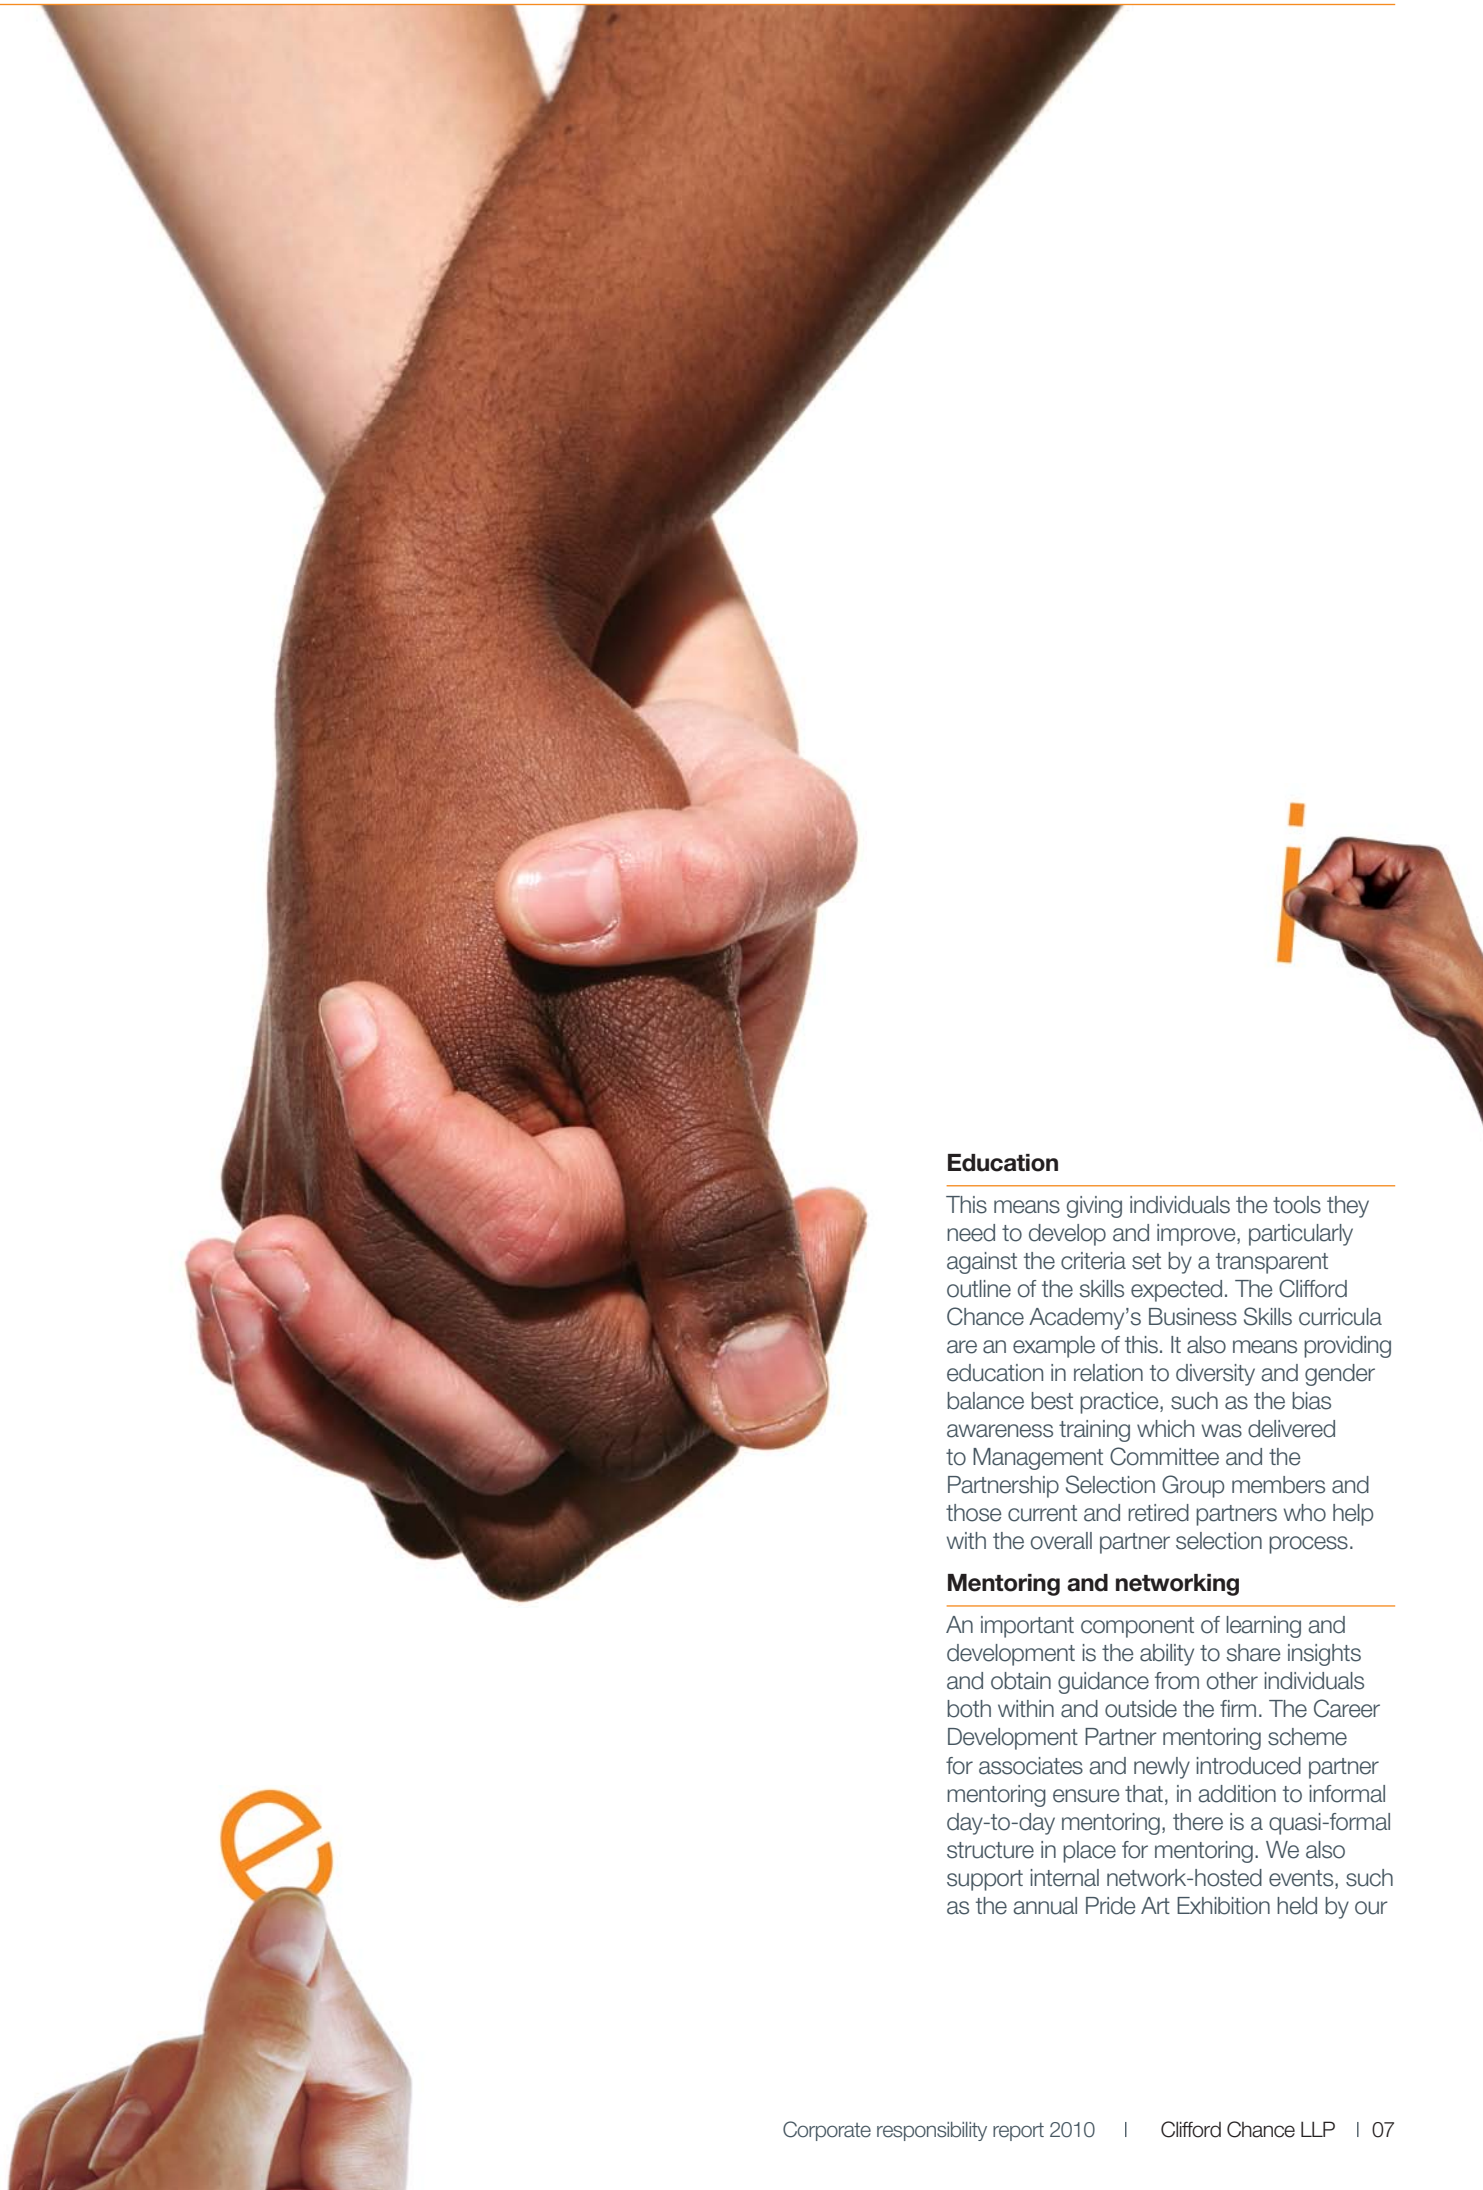 i
Education
This means giving individuals the tools they
need to develop and improve, particularly
against the criteria set by a transparent
outline of the skills expected. The Clifford
Chance Academy’s Business Skills curricula
are an example of this. It also means providing
education in relation to diversity and gender
balance best practice, such as the bias
awareness training which was delivered
to Management Committee and the
Partnership Selection Group members and
those current and retired partners who help
with the overall partner selection process.
Mentoring and networking
An important component of learning and
development is the ability to share insights
and obtain guidance from other individuals
both within and outside the firm. The Career
Development Partner mentoring scheme
for associates and newly introduced partner
mentoring ensure that, in addition to informal
day-to-day mentoring, there is a quasi-formal
structure in place for mentoring. We also
support internal network-hosted events, such
as the annual Pride Art Exhibition held by our
e
Corporate responsibility report 2010 | Clifford Chance LLP | 07